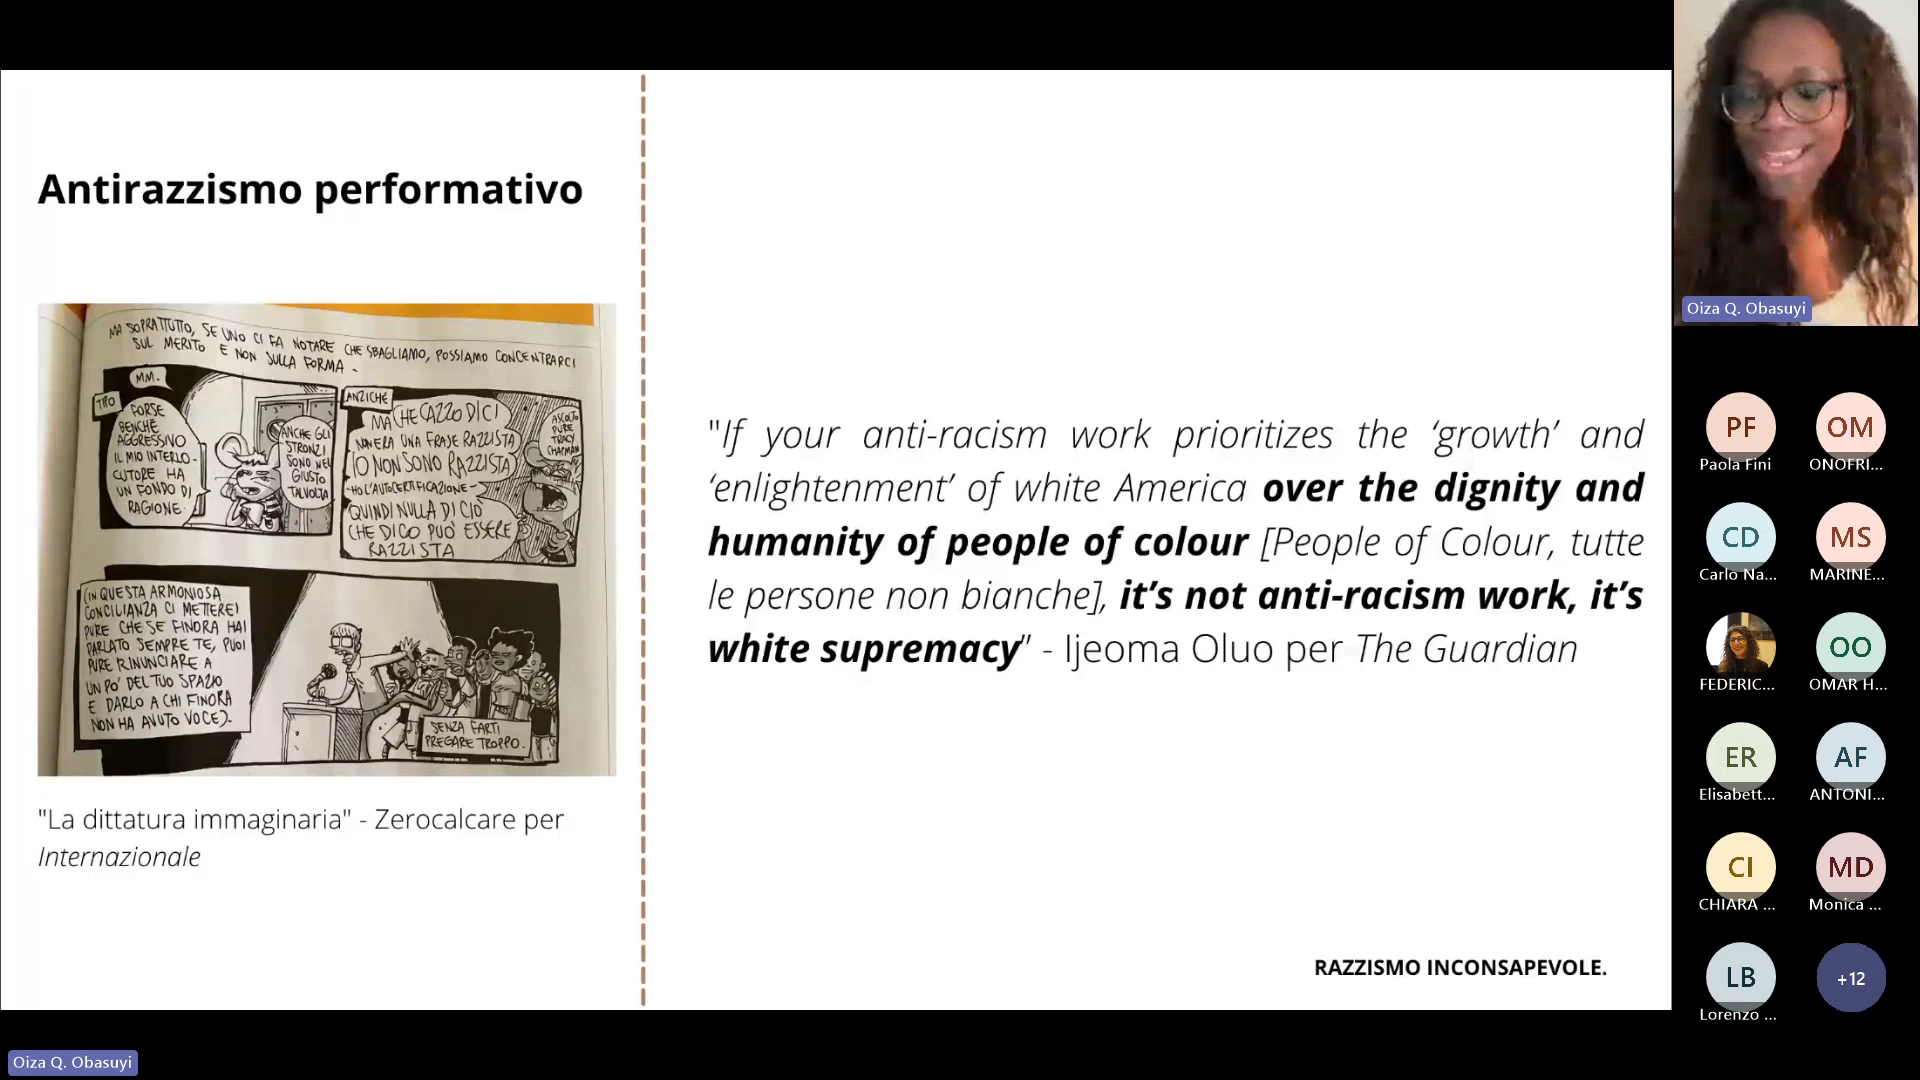 Antirazzismo performativo
MA SOPRATTUTTO, SE UNO CI FA NOTARE CHE SBAGLIAMO, POSSIAMO CONCENTRARCI
SUL MERITO E NON SULLA FORMA -
MM.
TIPO
FORSE
BENCHÉ
AGGRESSIVO
IL MIO INTERLO-
CUTORE HA
UN FONDO DI
RAGIONE.
ANCHE GLI
STRONZI
SONO NEL
GIUSTO
TALVOLTA
ANZICHÉ
MA CHE CAZZO DICI
NON ERA UNA FRASE RAZZISTA
IO NON SONO RAZZISTA
-HO L'AUTOCERTIFICAZIONE-
QUINDI NULLA DI CIÒ
CHE DICO PUÒ ESSERE
RAZZISTA
ASCOLTO
PURE
TRACY
CHAPMAN
(IN QUESTA ARMONIOSA
CONCILIANZA CI METTEREI
PURE CHE SE FINORA HAI
PARLATO SEMPRE TE, PUOI
PURE RINUNCIARE A
UN PO' DEL TUO SPAZIO
E DARLO A CHI FINORA
NON HA AVUTO VOCE)-
SENZA FARTI
PREGARE TROPPO.
"La dittatura immaginaria" - Zerocalcare per
Internazionale
"If your anti-racism work prioritizes the ‘growth’ and
‘enlightenment’ of white America over the dignity and
humanity of people of colour [People of Colour, tutte
le persone non bianche], it’s not anti-racism work, it’s
white supremacy" - Ijeoma Oluo per The Guardian
RAZZISMO INCONSAPEVOLE.
Oiza Q. Obasuyi
PF
Paola Fini
OM
ONOFRI...
CD
Carlo Na...
MS
MARINE...
FEDERIC...
OO
OMAR H...
ER
Elisabett...
AF
ANTONI...
CI
CHIARA ...
MD
Monica ...
LB
Lorenzo ...
+12
Oiza Q. Obasuyi